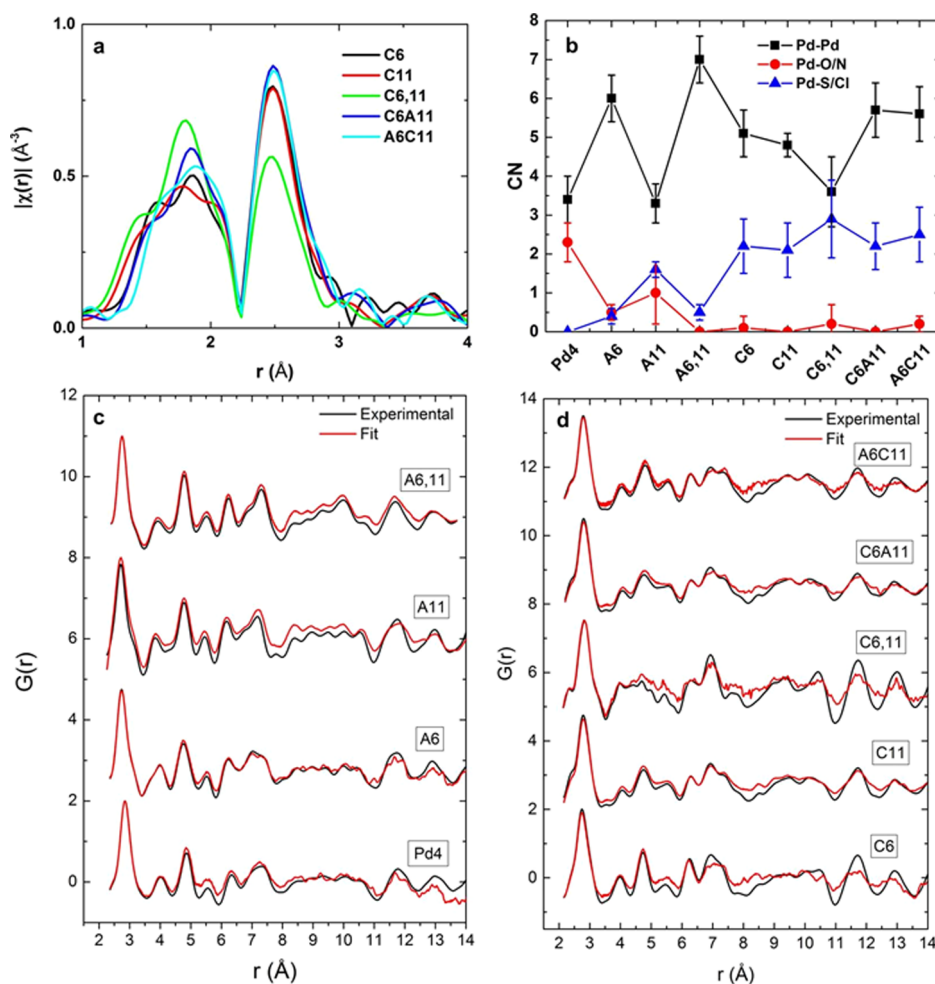 a
C6
C11
C6,11
C6A11
A6C11
1.0
0.5
0.0
|χ(r)| (Å⁻³)
1 2 3 4
r (Å)
b
Pd-Pd
Pd-O/N
Pd-S/Cl
8
7
6
5
4
3
2
1
0
CN
Pd4 A6 A11 A6,11 C6 C11 C6,11 C6A11 A6C11
c
Experimental
Fit
A6,11
A11
A6
Pd4
12
10
8
6
4
2
0
G(r)
2 3 4 5 6 7 8 9 10 11 12 13 14
r (Å)
d
Experimental
Fit
A6C11
C6A11
C6,11
C11
C6
14
12
10
8
6
4
2
0
G(r)
2 3 4 5 6 7 8 9 10 11 12 13 14
r (Å)